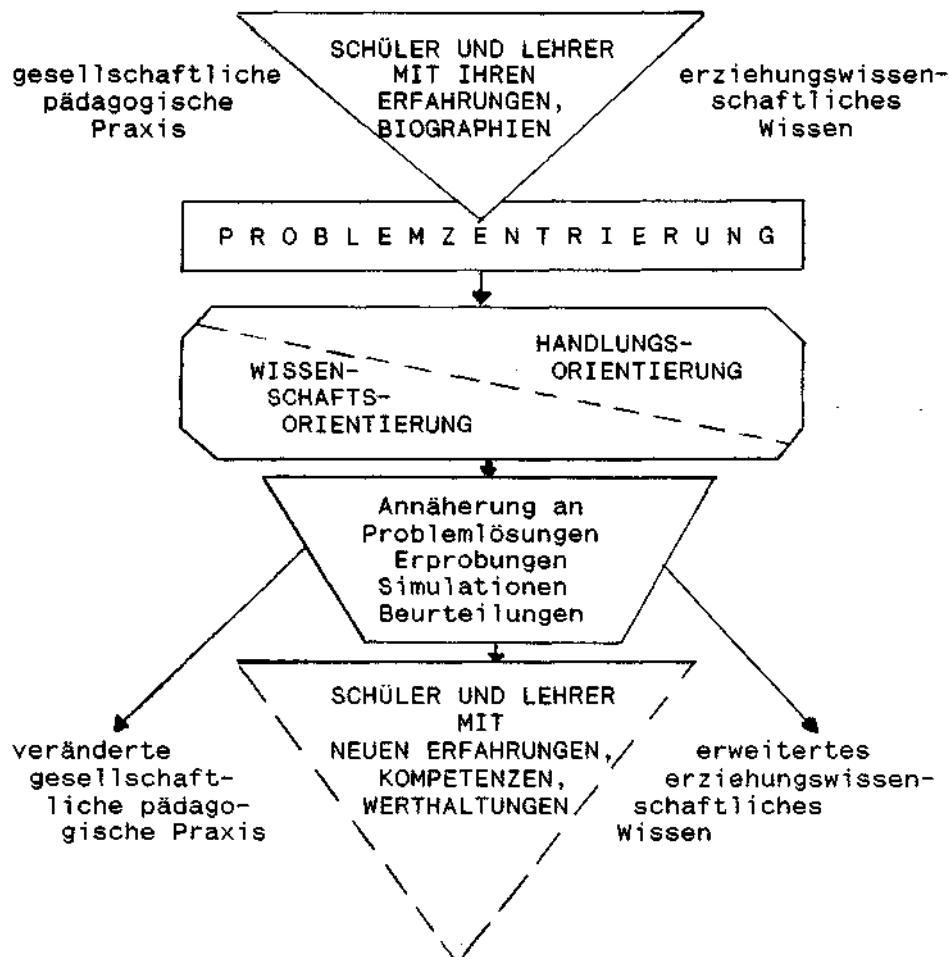 gesellschaftliche
pädagogische
Praxis
SCHÜLER UND LEHRER
MIT IHREN
ERFAHRUNGEN,
BIOGRAPHIEN
erziehungswissen-
schaftliches
Wissen
PROBLEMZENTRIERUNG
HANDLUNGS-
ORIENTIERUNG
WISSEN-
SCHAFTS-
ORIENTIERUNG
Annäherung an
Problemlösungen
Erprobungen
Simulationen
Beurteilungen
SCHÜLER UND LEHRER
MIT
NEUEN ERFAHRUNGEN,
KOMPETENZEN,
WERTHALTUNGEN
veränderte
gesellschaft-
liche pädago-
gische Praxis
erweitertes
erziehungswissen-
schaftliches
Wissen